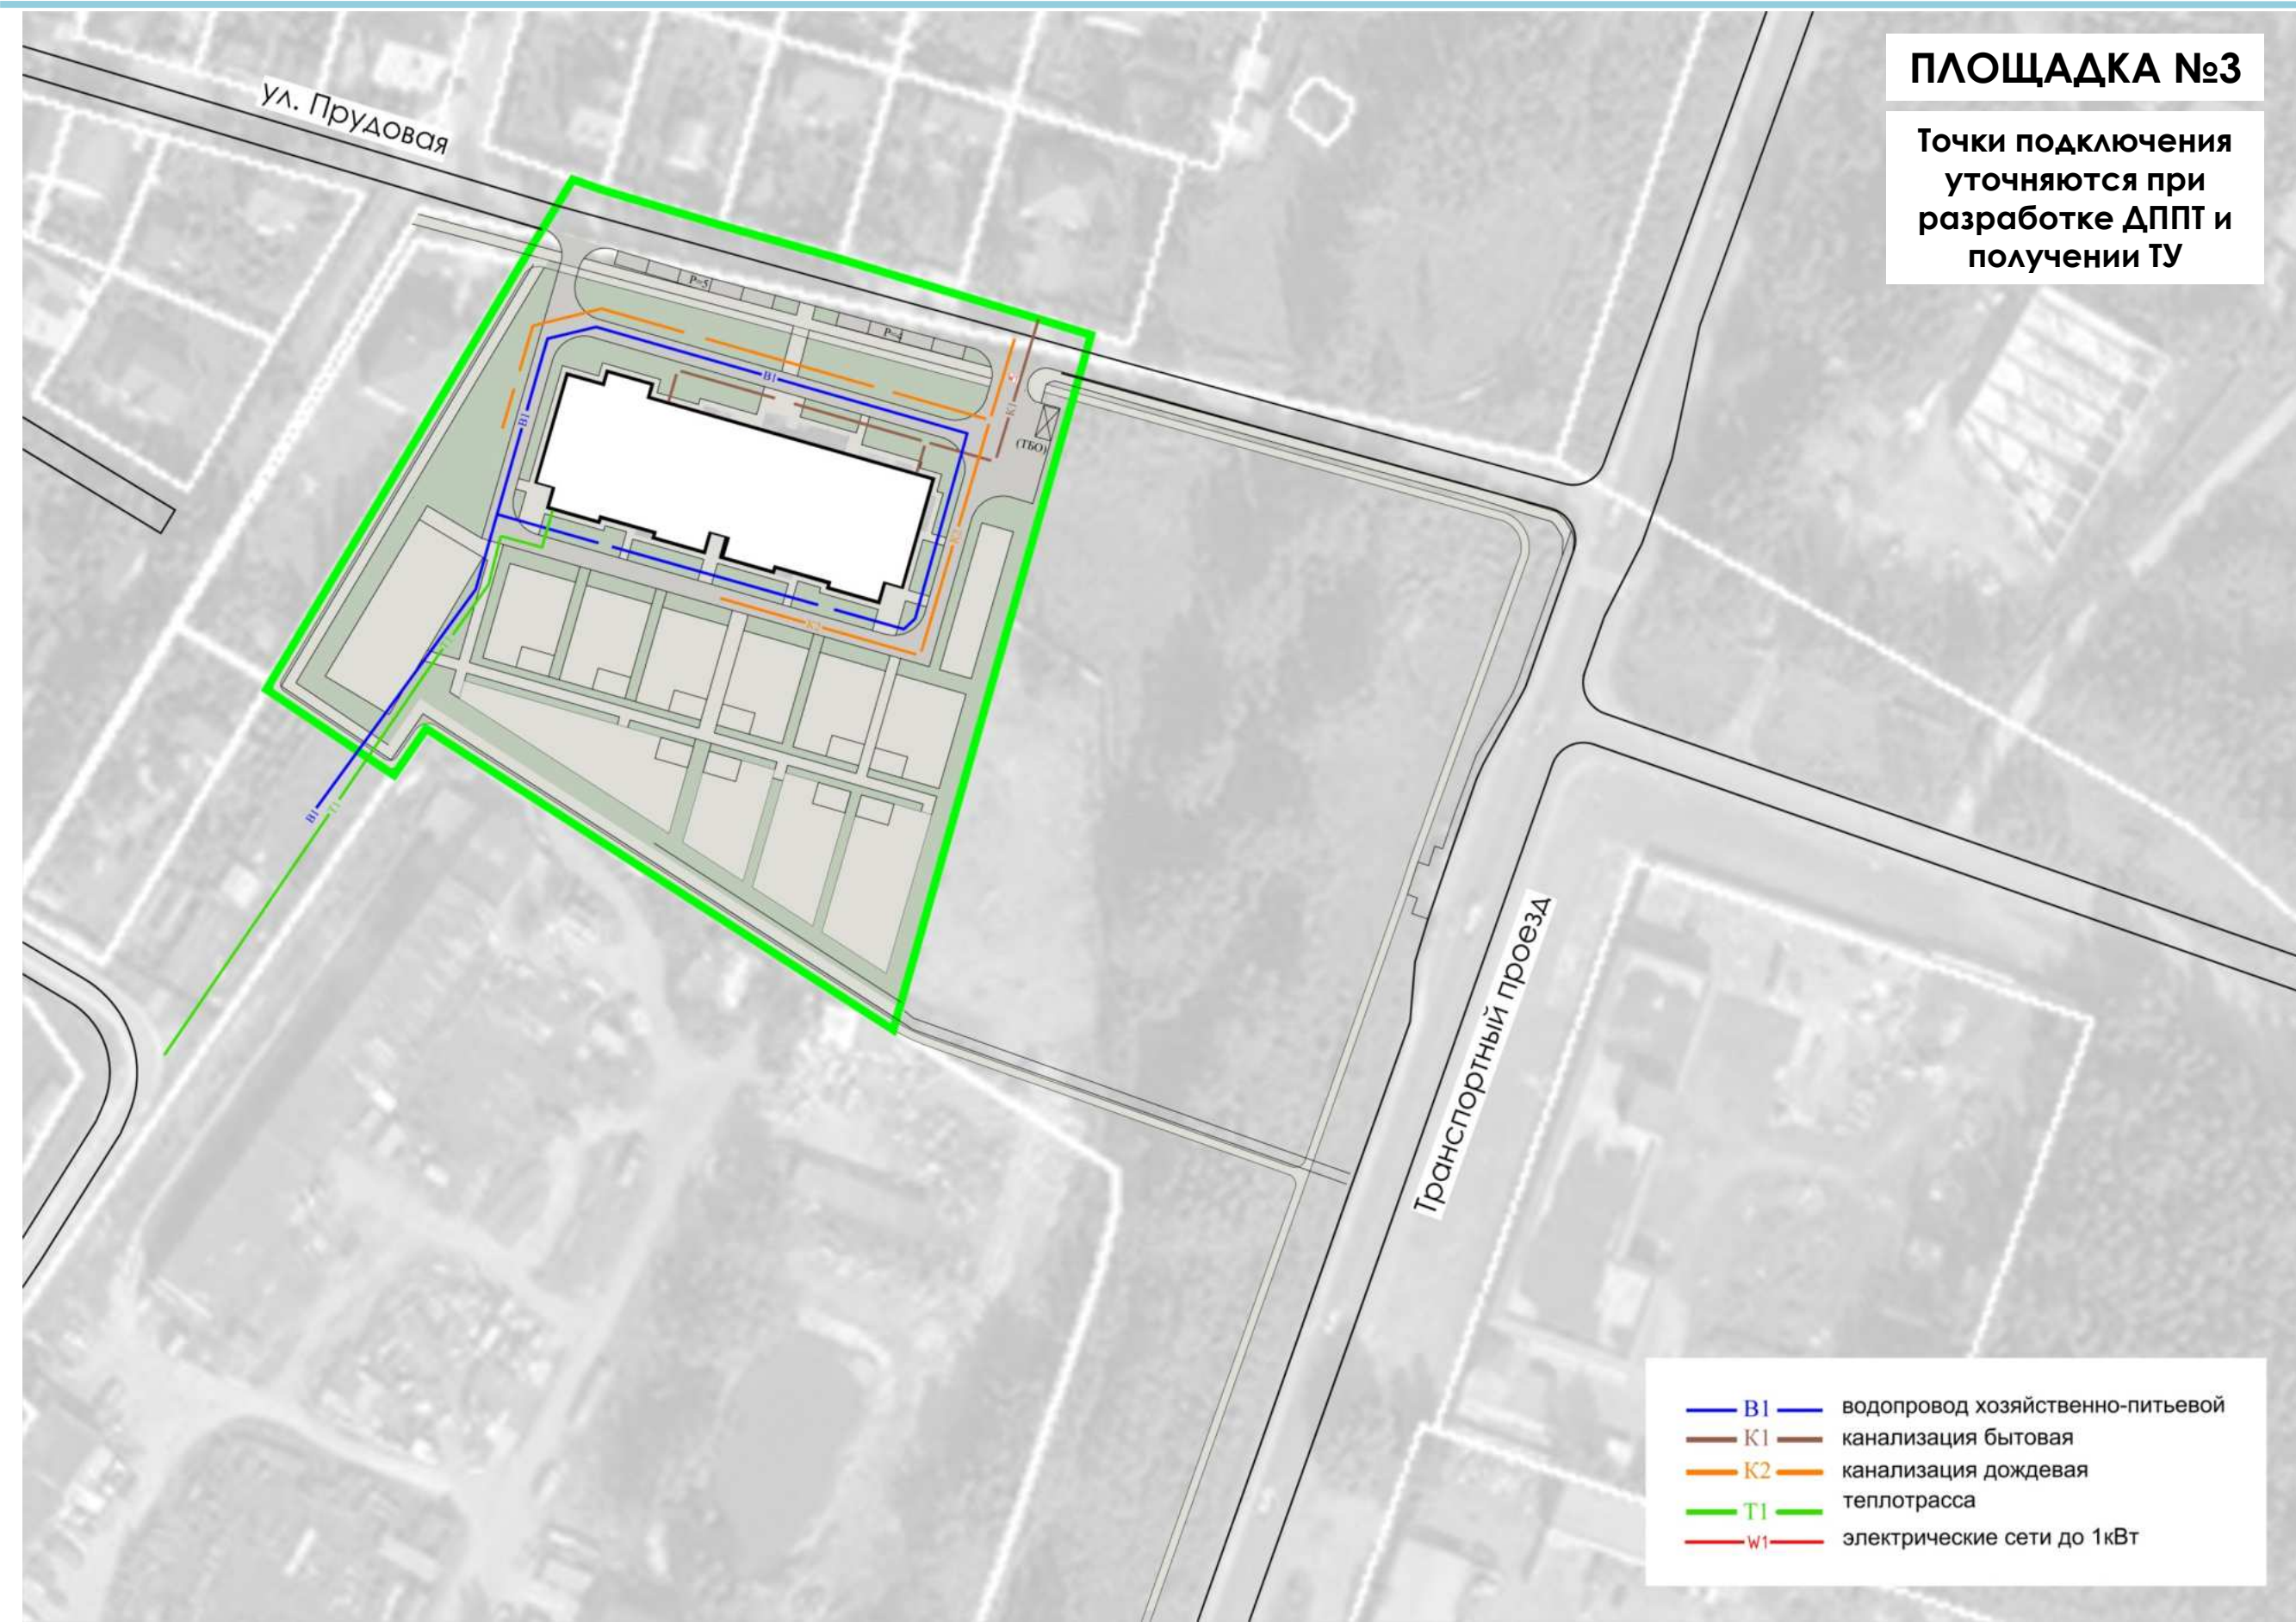 ПЛОЩАДКА №3
Точки подключения
уточняются при
разработке ДППТ и
получении ТУ
ул. Прудовая
P=5
P=4
В1
В1
К1
(ТБО)
К2
К2
Т1
В1
Т1
Транспортный проезд
В1 водопровод хозяйственно-питьевой
К1 канализация бытовая
К2 канализация дождевая
Т1 теплотрасса
W1 электрические сети до 1кВт